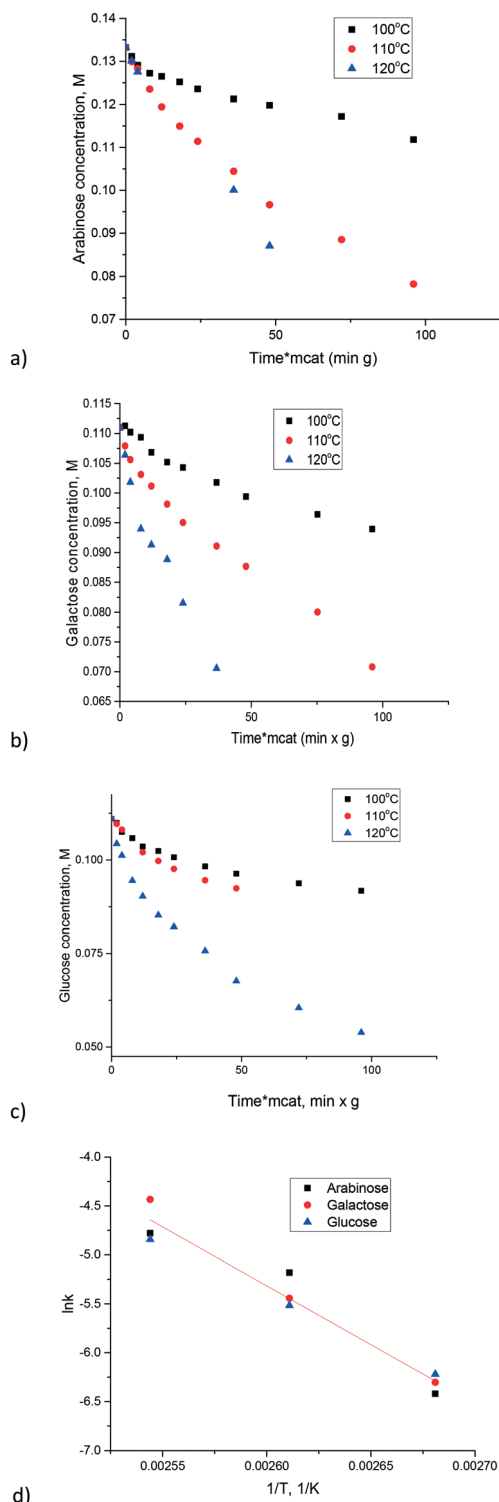 0.14
0.13
0.12
0.11
0.10
0.09
0.08
0.07
0 50 100
Arabinose concentration, M
Time*mcat (min g)
100°C
110°C
120°C
a)
0.115
0.110
0.105
0.100
0.095
0.090
0.085
0.080
0.075
0.070
0.065
0 50 100
Galactose concentration, M
Time*mcat (min x g)
100°C
110°C
120°C
b)
0.100
0.075
0.050
0 50 100
Glucose concentration, M
Time*mcat, min x g
100°C
110°C
120°C
c)
-4.0
-4.5
-5.0
-5.5
-6.0
-6.5
-7.0
0.00255 0.00260 0.00265 0.00270
lnk
1/T, 1/K
Arabinose
Galactose
Glucose
d)